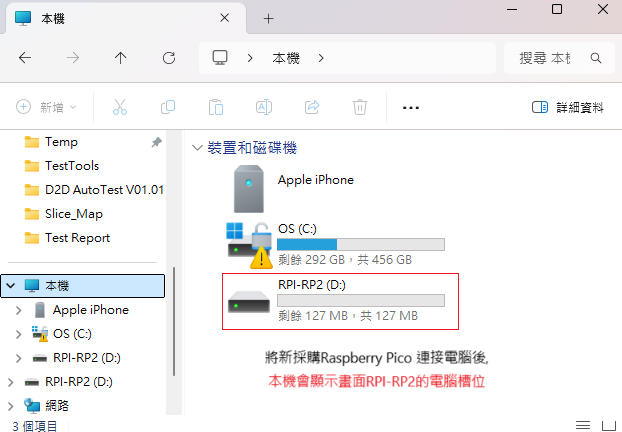 本機
本機
搜尋 本機
新增
詳細資料
Temp
TestTools
D2D AutoTest V01.01
Slice_Map
Test Report
本機
Apple iPhone
OS (C:)
RPI-RP2 (D:)
RPI-RP2 (D:)
網路
裝置和磁碟機
Apple iPhone
OS (C:)
剩餘 292 GB，共 456 GB
RPI-RP2 (D:)
剩餘 127 MB，共 127 MB
將新採購Raspberry Pico 連接電腦後,
本機會顯示畫面RPI-RP2的電腦槽位
3 個項目